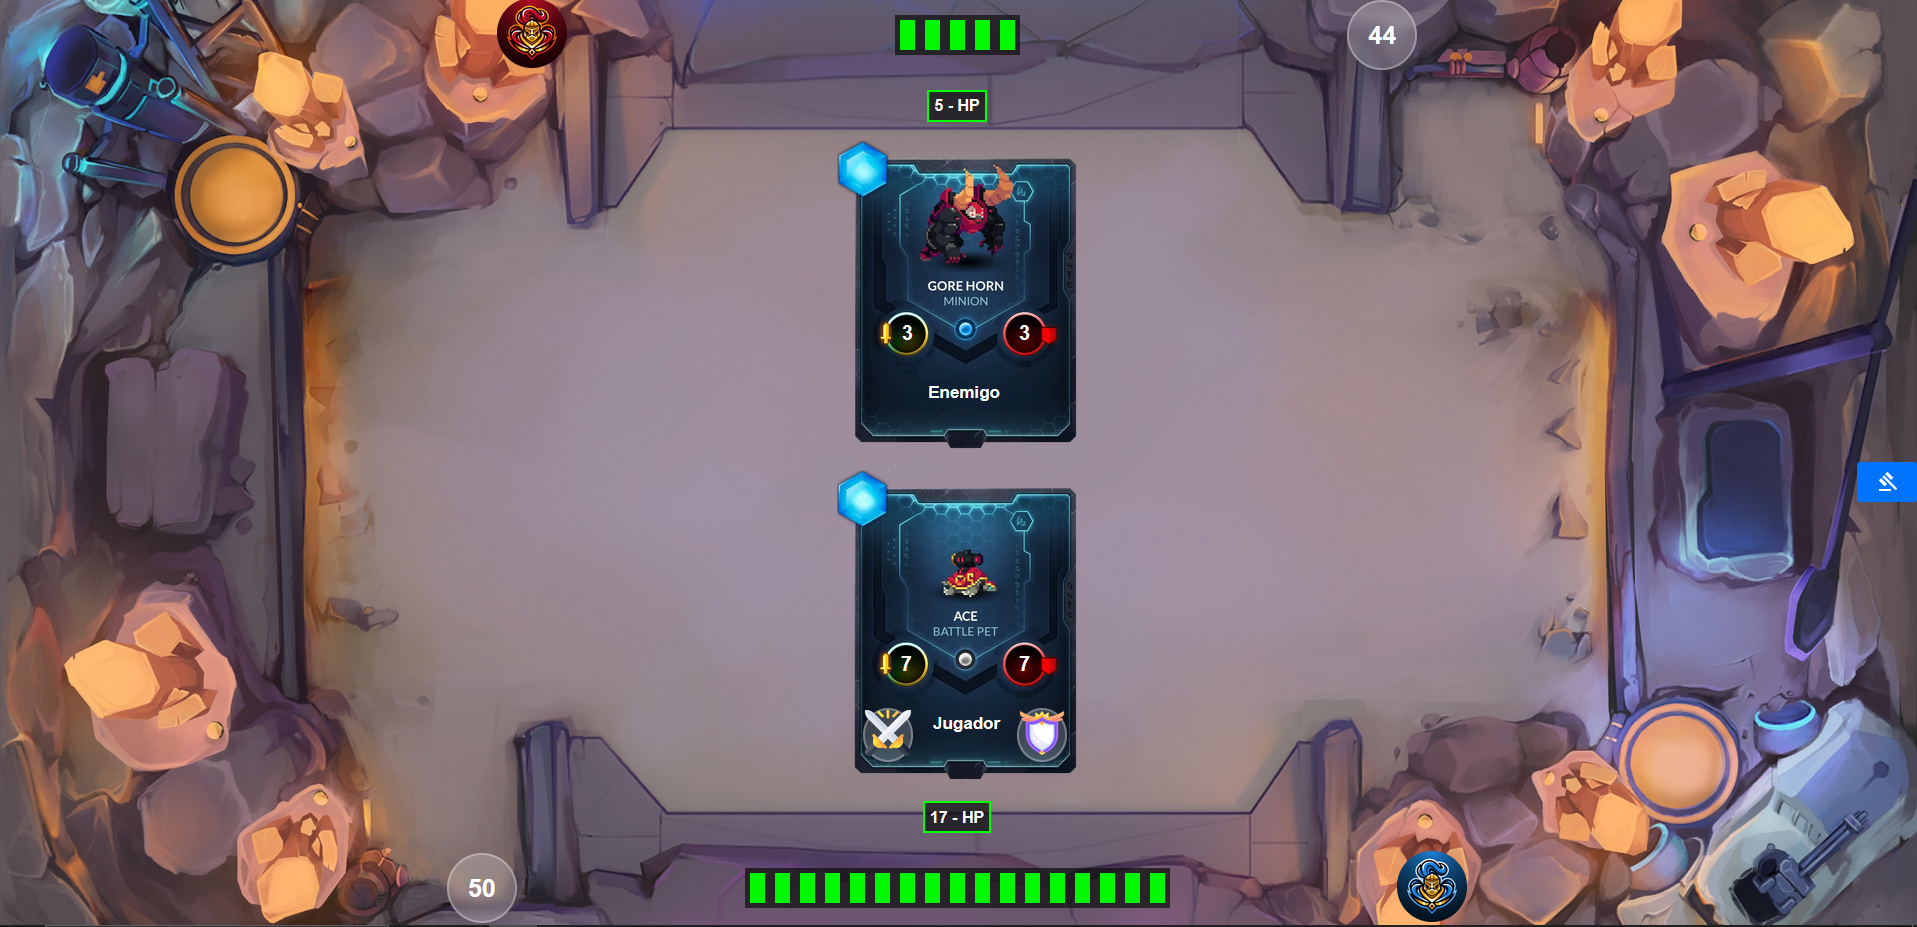 44
5 - HP
GORE HORN
MINION
3
3
Enemigo
ACE
BATTLE PET
7
7
Jugador
17 - HP
50